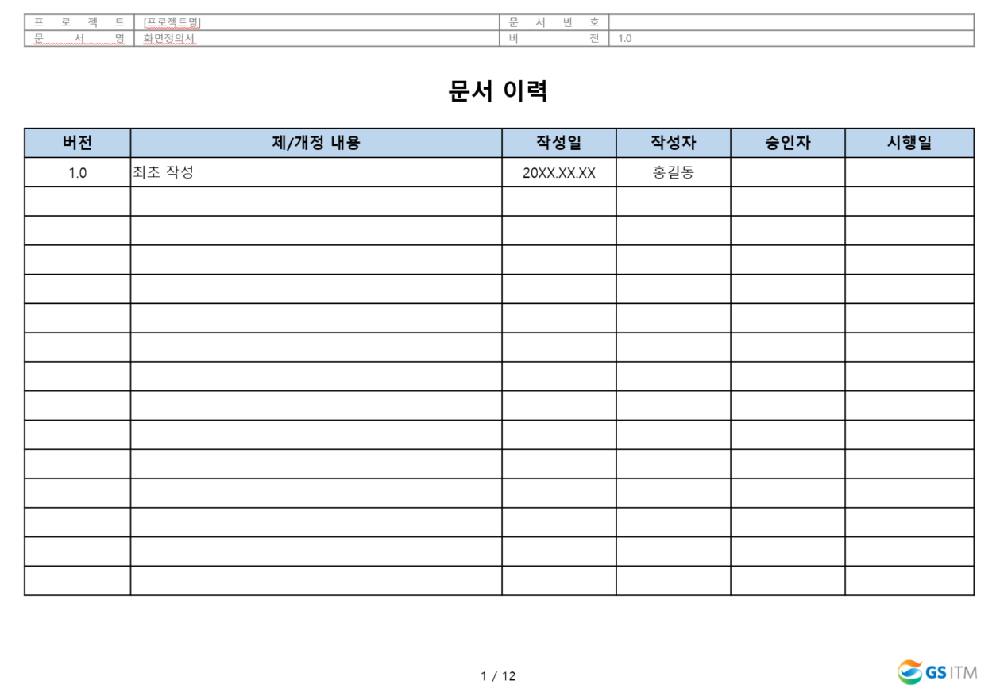 프 로 젝 트 [프로젝트명] 문 서 번 호
문 서 명 화면정의서 버 전 1.0
문서 이력
버전 제/개정 내용 작성일 작성자 승인자 시행일
1.0 최초 작성 20XX.XX.XX 홍길동
1 / 12
GS ITM